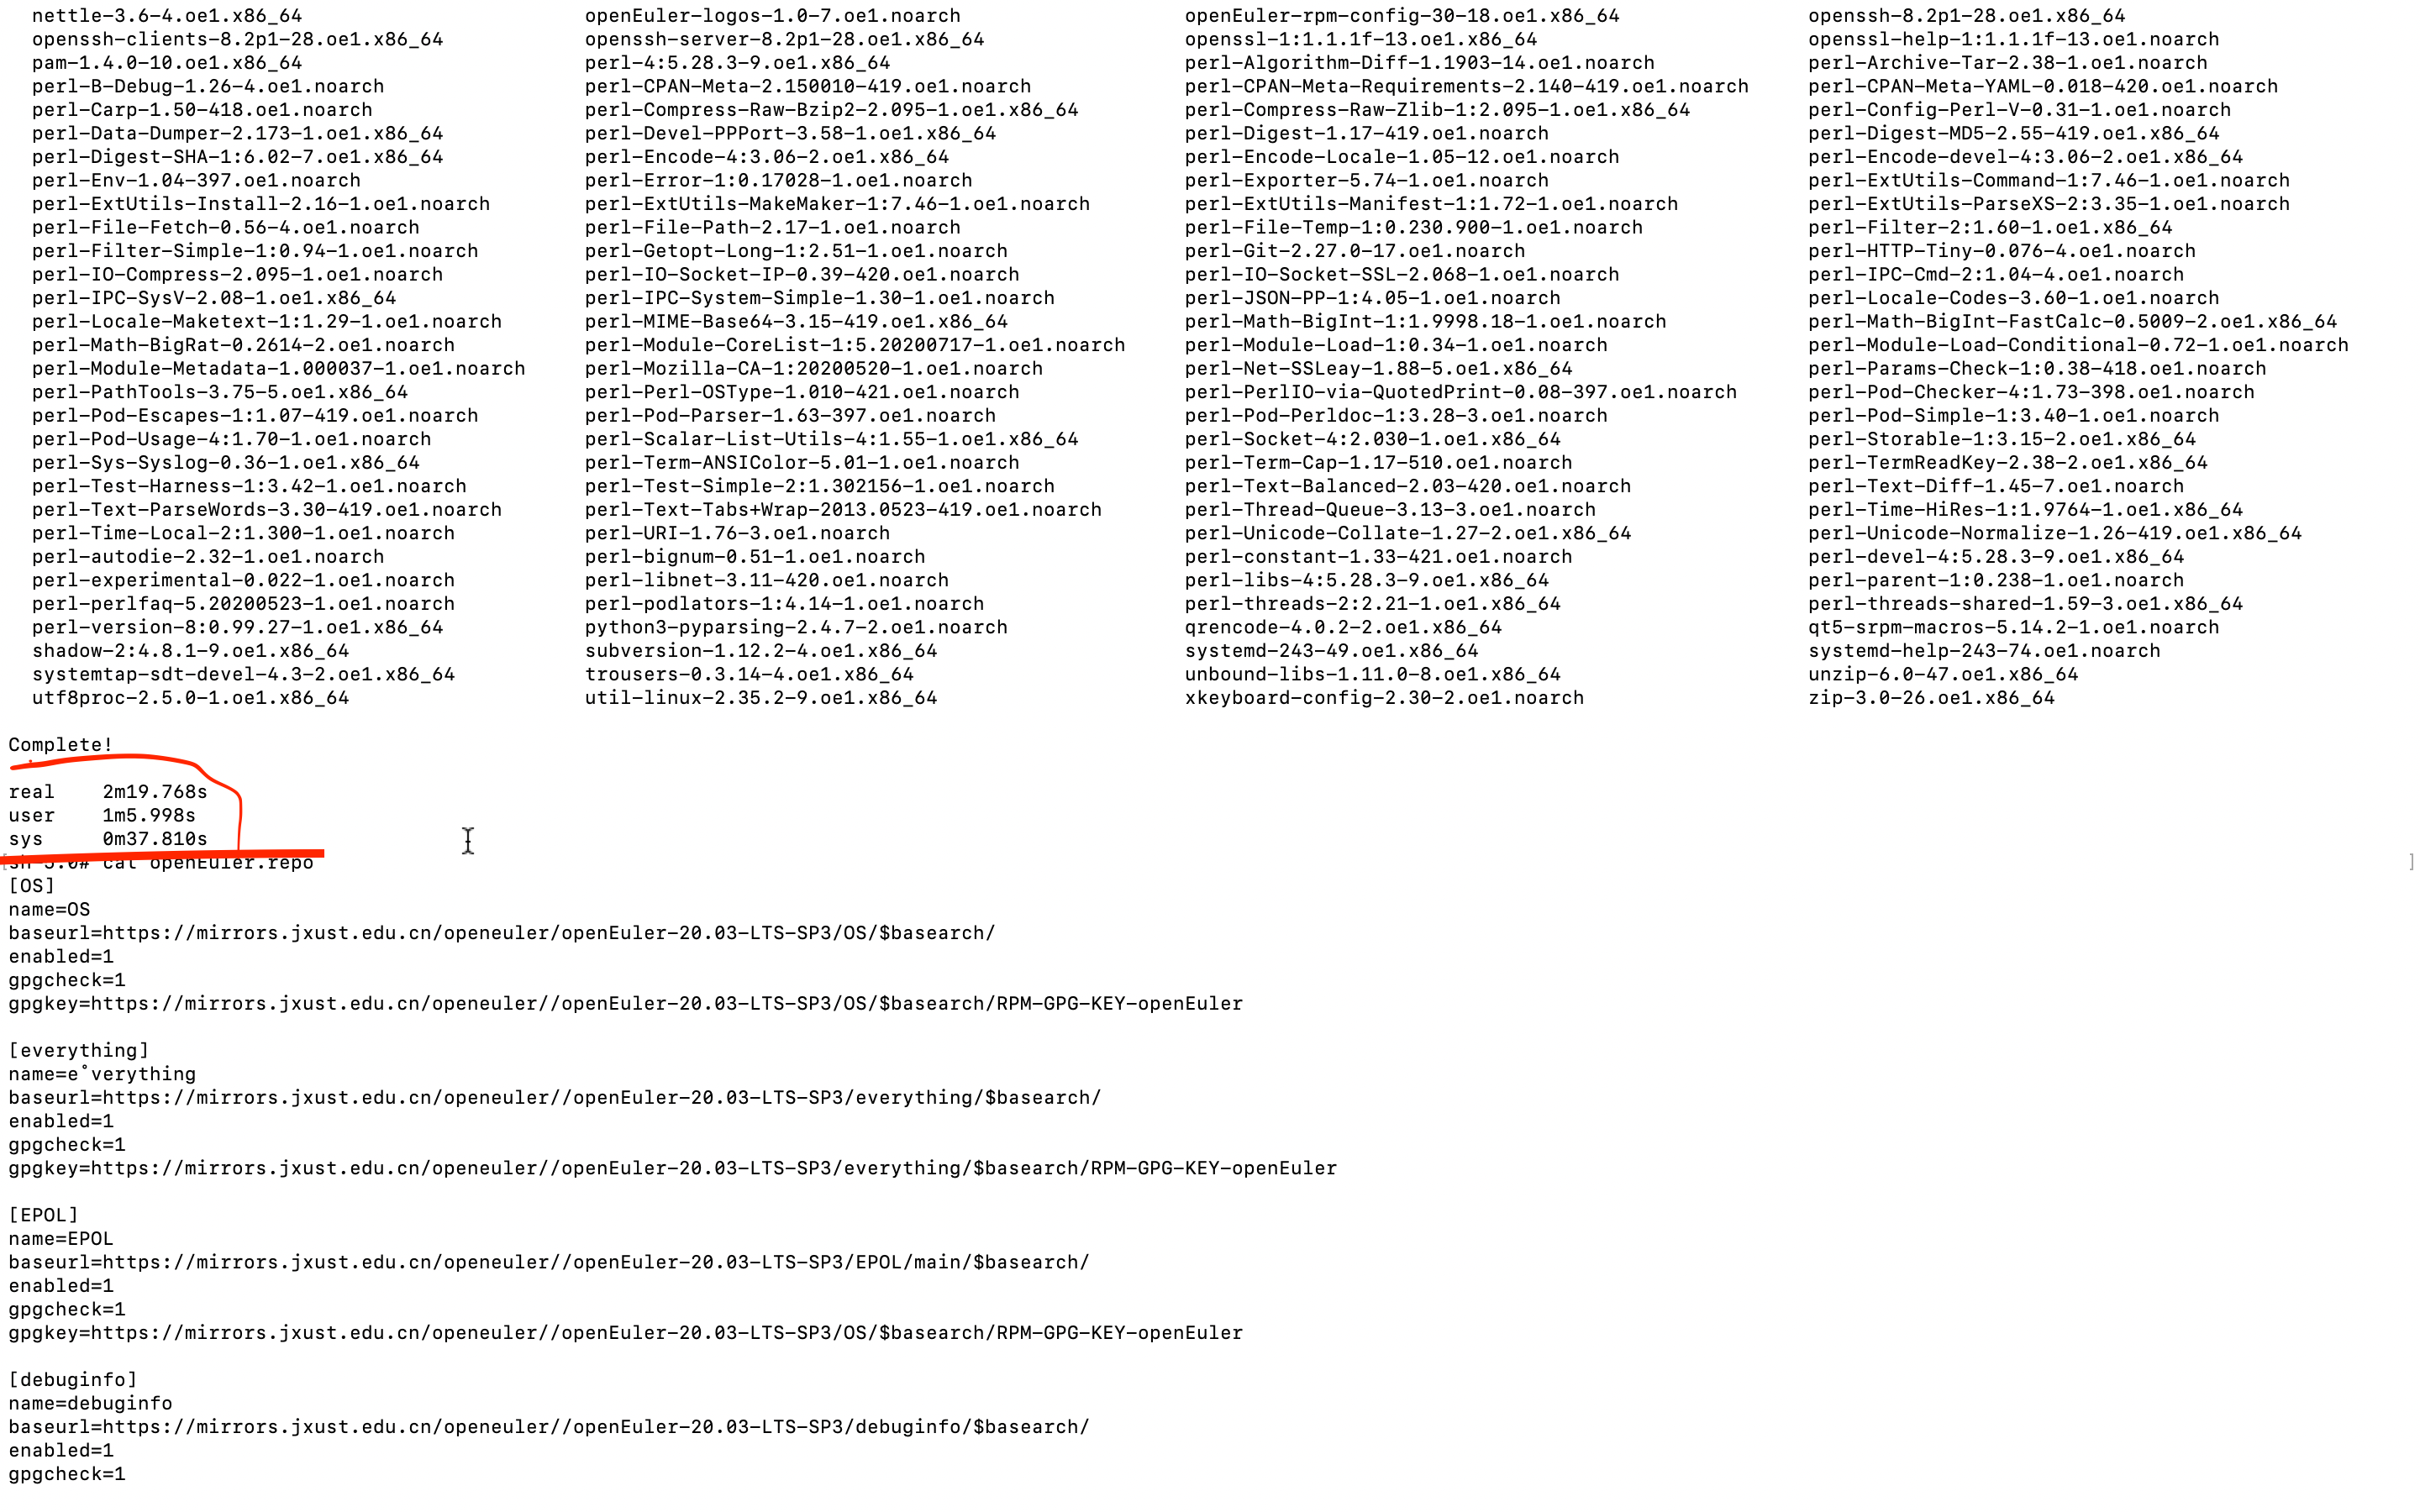 nettle-3.6-4.oe1.x86_64 openEuler-logos-1.0-7.oe1.noarch openEuler-rpm-config-30-18.oe1.x86_64 openssh-8.2p1-28.oe1.x86_64
openssh-clients-8.2p1-28.oe1.x86_64 openssh-server-8.2p1-28.oe1.x86_64 openssl-1:1.1.1f-13.oe1.x86_64 openssl-help-1:1.1.1f-13.oe1.noarch
pam-1.4.0-10.oe1.x86_64 perl-4:5.28.3-9.oe1.x86_64 perl-Algorithm-Diff-1.1903-14.oe1.noarch perl-Archive-Tar-2.38-1.oe1.noarch
perl-B-Debug-1.26-4.oe1.noarch perl-CPAN-Meta-2.150010-419.oe1.noarch perl-CPAN-Meta-Requirements-2.140-419.oe1.noarch perl-CPAN-Meta-YAML-0.018-420.oe1.noarch
perl-Carp-1.50-418.oe1.noarch perl-Compress-Raw-Bzip2-2.095-1.oe1.x86_64 perl-Compress-Raw-Zlib-1:2.095-1.oe1.x86_64 perl-Config-Perl-V-0.31-1.oe1.noarch
perl-Data-Dumper-2.173-1.oe1.x86_64 perl-Devel-PPPort-3.58-1.oe1.x86_64 perl-Digest-1.17-419.oe1.noarch perl-Digest-MD5-2.55-419.oe1.x86_64
perl-Digest-SHA-1:6.02-7.oe1.x86_64 perl-Encode-4:3.06-2.oe1.x86_64 perl-Encode-Locale-1.05-12.oe1.noarch perl-Encode-devel-4:3.06-2.oe1.x86_64
perl-Env-1.04-397.oe1.noarch perl-Error-1:0.17028-1.oe1.noarch perl-Exporter-5.74-1.oe1.noarch perl-ExtUtils-Command-1:7.46-1.oe1.noarch
perl-ExtUtils-Install-2.16-1.oe1.noarch perl-ExtUtils-MakeMaker-1:7.46-1.oe1.noarch perl-ExtUtils-Manifest-1:1.72-1.oe1.noarch perl-ExtUtils-ParseXS-2:3.35-1.oe1.noarch
perl-File-Fetch-0.56-4.oe1.noarch perl-File-Path-2.17-1.oe1.noarch perl-File-Temp-1:0.230.900-1.oe1.noarch perl-Filter-2:1.60-1.oe1.x86_64
perl-Filter-Simple-1:0.94-1.oe1.noarch perl-Getopt-Long-1:2.51-1.oe1.noarch perl-Git-2.27.0-17.oe1.noarch perl-HTTP-Tiny-0.076-4.oe1.noarch
perl-IO-Compress-2.095-1.oe1.noarch perl-IO-Socket-IP-0.39-420.oe1.noarch perl-IO-Socket-SSL-2.068-1.oe1.noarch perl-IPC-Cmd-2:1.04-4.oe1.noarch
perl-IPC-SysV-2.08-1.oe1.x86_64 perl-IPC-System-Simple-1.30-1.oe1.noarch perl-JSON-PP-1:4.05-1.oe1.noarch perl-Locale-Codes-3.60-1.oe1.noarch
perl-Locale-Maketext-1:1.29-1.oe1.noarch perl-MIME-Base64-3.15-419.oe1.x86_64 perl-Math-BigInt-1:1.9998.18-1.oe1.noarch perl-Math-BigInt-FastCalc-0.5009-2.oe1.x86_64
perl-Math-BigRat-0.2614-2.oe1.noarch perl-Module-CoreList-1:5.20200717-1.oe1.noarch perl-Module-Load-1:0.34-1.oe1.noarch perl-Module-Load-Conditional-0.72-1.oe1.noarch
perl-Module-Metadata-1.000037-1.oe1.noarch perl-Mozilla-CA-1:20200520-1.oe1.noarch perl-Net-SSLeay-1.88-5.oe1.x86_64 perl-Params-Check-1:0.38-418.oe1.noarch
perl-PathTools-3.75-5.oe1.x86_64 perl-Perl-OSType-1.010-421.oe1.noarch perl-PerlIO-via-QuotedPrint-0.08-397.oe1.noarch perl-Pod-Checker-4:1.73-398.oe1.noarch
perl-Pod-Escapes-1:1.07-419.oe1.noarch perl-Pod-Parser-1.63-397.oe1.noarch perl-Pod-Perldoc-1:3.28-3.oe1.noarch perl-Pod-Simple-1:3.40-1.oe1.noarch
perl-Pod-Usage-4:1.70-1.oe1.noarch perl-Scalar-List-Utils-4:1.55-1.oe1.x86_64 perl-Socket-4:2.030-1.oe1.x86_64 perl-Storable-1:3.15-2.oe1.x86_64
perl-Sys-Syslog-0.36-1.oe1.x86_64 perl-Term-ANSIColor-5.01-1.oe1.noarch perl-Term-Cap-1.17-510.oe1.noarch perl-TermReadKey-2.38-2.oe1.x86_64
perl-Test-Harness-1:3.42-1.oe1.noarch perl-Test-Simple-2:1.302156-1.oe1.noarch perl-Text-Balanced-2.03-420.oe1.noarch perl-Text-Diff-1.45-7.oe1.noarch
perl-Text-ParseWords-3.30-419.oe1.noarch perl-Text-Tabs+Wrap-2013.0523-419.oe1.noarch perl-Thread-Queue-3.13-3.oe1.noarch perl-Time-HiRes-1:1.9764-1.oe1.x86_64
perl-Time-Local-2:1.300-1.oe1.noarch perl-URI-1.76-3.oe1.noarch perl-Unicode-Collate-1.27-2.oe1.x86_64 perl-Unicode-Normalize-1.26-419.oe1.x86_64
perl-autodie-2.32-1.oe1.noarch perl-bignum-0.51-1.oe1.noarch perl-constant-1.33-421.oe1.noarch perl-devel-4:5.28.3-9.oe1.x86_64
perl-experimental-0.022-1.oe1.noarch perl-libnet-3.11-420.oe1.noarch perl-libs-4:5.28.3-9.oe1.x86_64 perl-parent-1:0.238-1.oe1.noarch
perl-perlfaq-5.20200523-1.oe1.noarch perl-podlators-1:4.14-1.oe1.noarch perl-threads-2:2.21-1.oe1.x86_64 perl-threads-shared-1.59-3.oe1.x86_64
perl-version-8:0.99.27-1.oe1.x86_64 python3-pyparsing-2.4.7-2.oe1.noarch qrencode-4.0.2-2.oe1.x86_64 qt5-srpm-macros-5.14.2-1.oe1.noarch
shadow-2:4.8.1-9.oe1.x86_64 subversion-1.12.2-4.oe1.x86_64 systemd-243-49.oe1.x86_64 systemd-help-243-74.oe1.noarch
systemtap-sdt-devel-4.3-2.oe1.x86_64 trousers-0.3.14-4.oe1.x86_64 unbound-libs-1.11.0-8.oe1.x86_64 unzip-6.0-47.oe1.x86_64
utf8proc-2.5.0-1.oe1.x86_64 util-linux-2.35.2-9.oe1.x86_64 xkeyboard-config-2.30-2.oe1.noarch zip-3.0-26.oe1.x86_64
Complete!
real 2m19.768s
user 1m5.998s
sys 0m37.810s
[sh-5.0# cat openEuler.repo ]
[OS]
name=OS
baseurl=https://mirrors.jxust.edu.cn/openeuler/openEuler-20.03-LTS-SP3/OS/$basearch/
enabled=1
gpgcheck=1
gpgkey=https://mirrors.jxust.edu.cn/openeuler//openEuler-20.03-LTS-SP3/OS/$basearch/RPM-GPG-KEY-openEuler
[everything]
name=e˚verything
baseurl=https://mirrors.jxust.edu.cn/openeuler//openEuler-20.03-LTS-SP3/everything/$basearch/
enabled=1
gpgcheck=1
gpgkey=https://mirrors.jxust.edu.cn/openeuler//openEuler-20.03-LTS-SP3/everything/$basearch/RPM-GPG-KEY-openEuler
[EPOL]
name=EPOL
baseurl=https://mirrors.jxust.edu.cn/openeuler//openEuler-20.03-LTS-SP3/EPOL/main/$basearch/
enabled=1
gpgcheck=1
gpgkey=https://mirrors.jxust.edu.cn/openeuler//openEuler-20.03-LTS-SP3/OS/$basearch/RPM-GPG-KEY-openEuler
[debuginfo]
name=debuginfo
baseurl=https://mirrors.jxust.edu.cn/openeuler//openEuler-20.03-LTS-SP3/debuginfo/$basearch/
enabled=1
gpgcheck=1